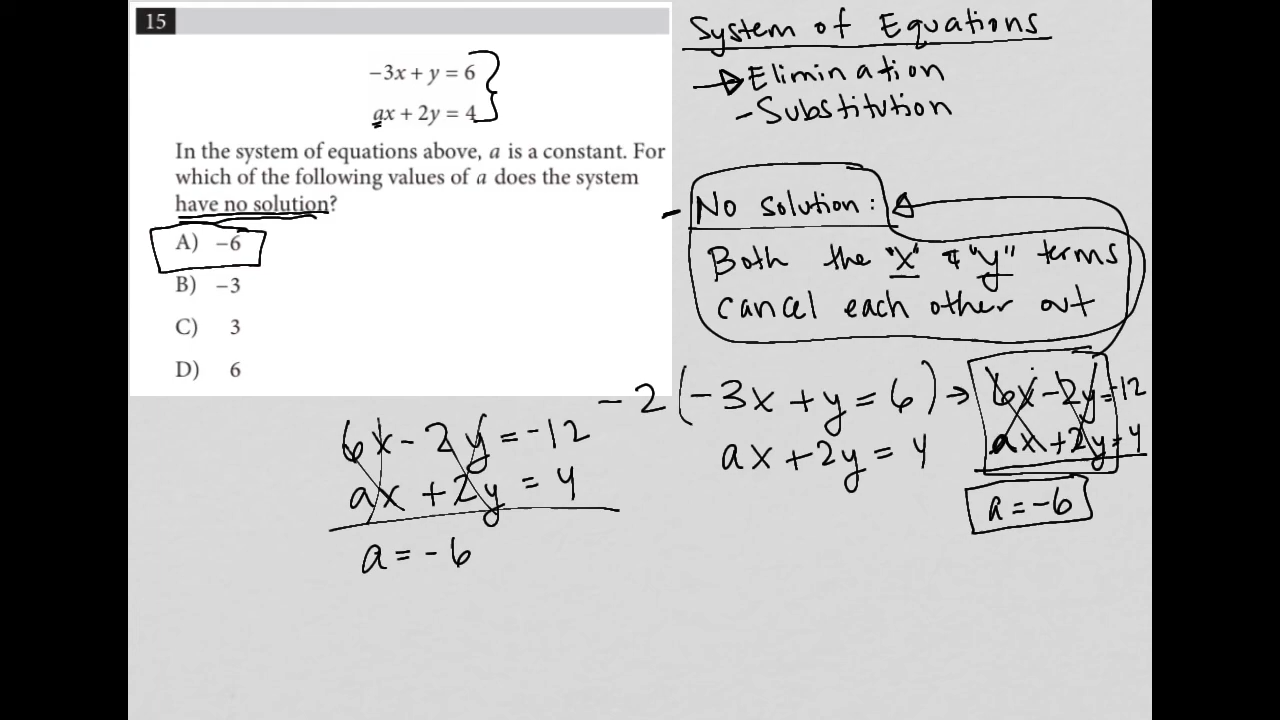 15
−3x + y = 6
ax + 2y = 4
In the system of equations above, a is a constant. For
which of the following values of a does the system
have no solution?
A) −6
B) −3
C) 3
D) 6
System of Equations
Elimination
- Substitution
- No solution:
Both the "x" & "y" terms
cancel each other out
-2(-3x + y = 6) → 6x - 2y = -12
ax + 2y = 4
ax + 2y = 4
a = -6
6x - 2y = -12
ax + 2y = 4
a = -6